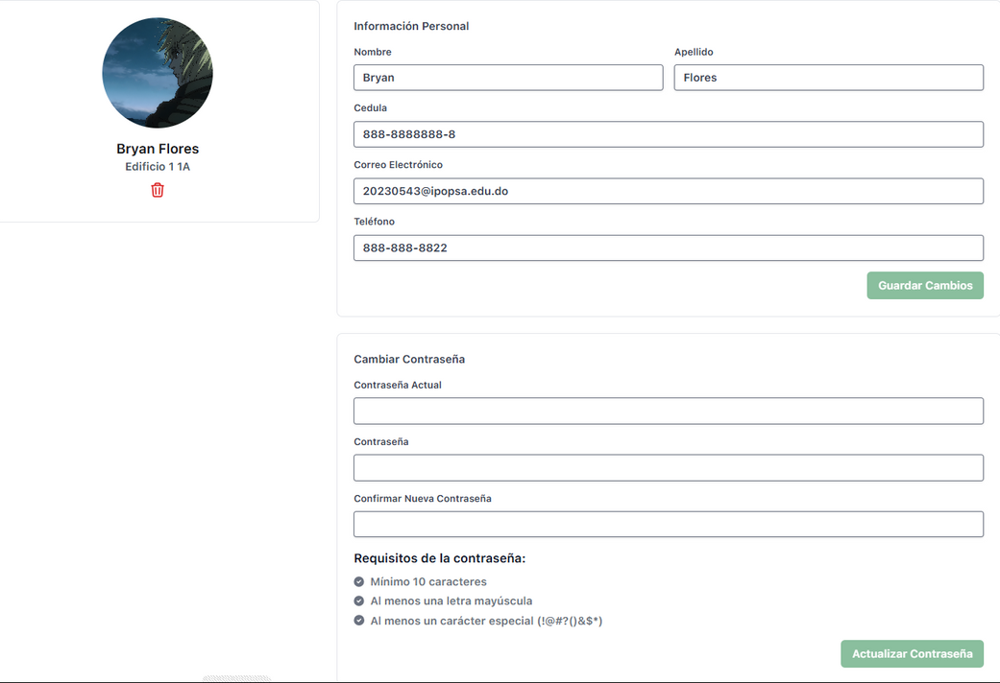 Bryan Flores
Edificio 1 1A
Información Personal
Nombre
Apellido
Bryan
Flores
Cedula
888-8888888-8
Correo Electrónico
20230543@ipopsa.edu.do
Teléfono
888-888-8822
Guardar Cambios
Cambiar Contraseña
Contraseña Actual
Contraseña
Confirmar Nueva Contraseña
Requisitos de la contraseña:
Mínimo 10 caracteres
Al menos una letra mayúscula
Al menos un carácter especial (!@#?()&$*)
Actualizar Contraseña